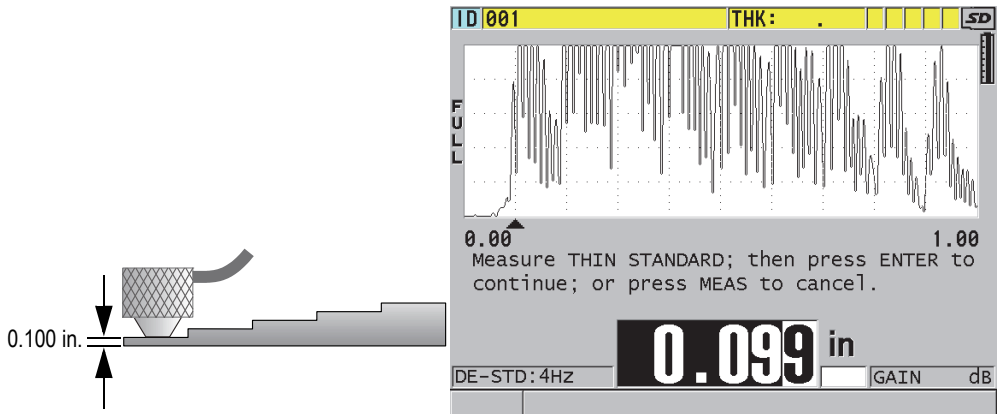 ID 001 THK: . SD
FULL
0.00 1.00
Measure THIN STANDARD; then press ENTER to
continue; or press MEAS to cancel.
0.100 in.
0.099 in
DE-STD:4Hz GAIN dB